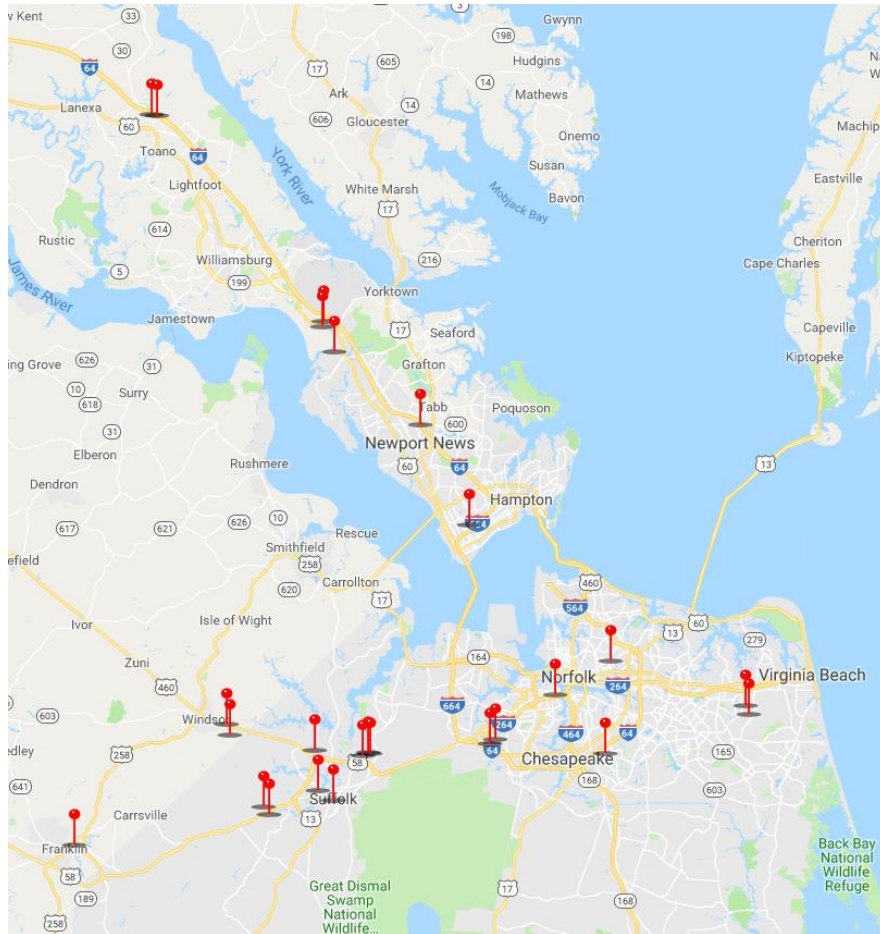 w Kent
3
Gwynn
198
30
17
605
Hudgins
64
14
Mathews
Ark
14
Lanexa
Gloucester
60
606
Onemo
Toano
64
Susan
Eastville
York River
Lightfoot
White Marsh
Bavon
17
Mobjack Bay
Rustic
614
Cheriton
Williamsburg
216
Cape Charles
5
James River
199
Yorktown
Jamestown
17
Seaford
Capeville
626
Kiptopeke
ing Grove
31
Grafton
10
Surry
618
Tabb
Poquoson
600
31
Newport News
Elberon
Rushmere
60
64
13
Dendron
Hampton
10
617
621
626
Rescue
Smithfield
258
620
Carrollton
460
17
564
Ivor
Isle of Wight
60
13
279
Zuni
164
Norfolk
Virginia Beach
460
264
603
Windsor
664
264
58
64
464
64
165
258
Chesapeake
641
168
603
Carrsville
Suffolk
13
Franklin
58
189
Great Dismal
Swamp
National
Wildlife...
17
168
258
Back Bay
National
Wildlife
Refuge